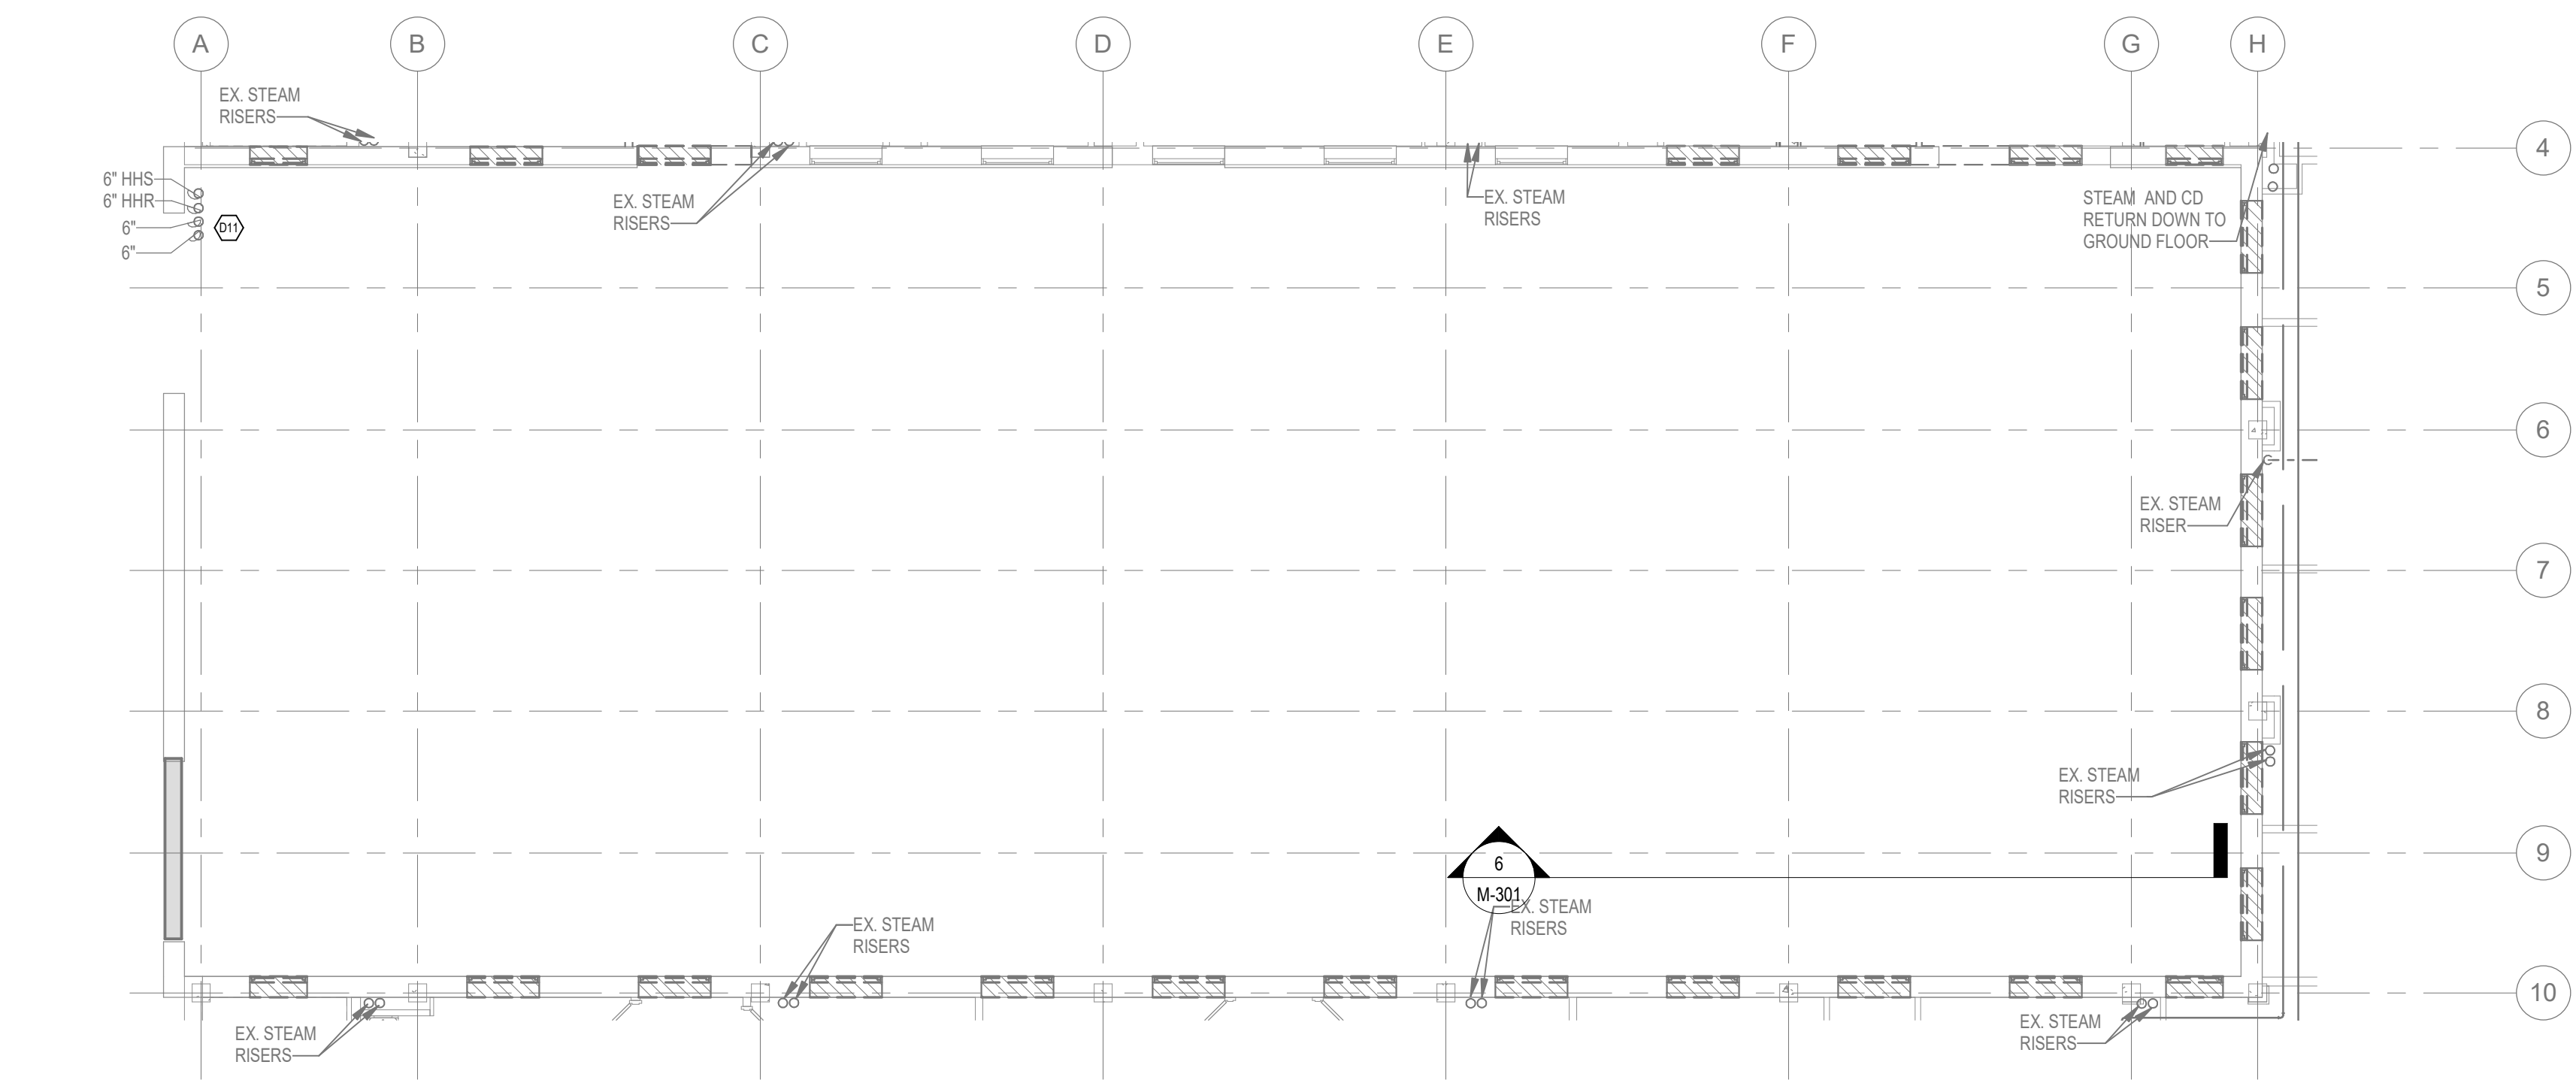 A
B
C
D
E
F
G
H
EX. STEAM
RISERS
4
6" HHS
6" HHR
6"
6"
D11
EX. STEAM
RISERS
EX. STEAM
RISERS
STEAM AND CD
RETURN DOWN TO
GROUND FLOOR
5
6
EX. STEAM
RISER
7
8
EX. STEAM
RISERS
9
6
M-301
EX. STEAM
RISERS
EX. STEAM
RISERS
10
EX. STEAM
RISERS
EX. STEAM
RISERS